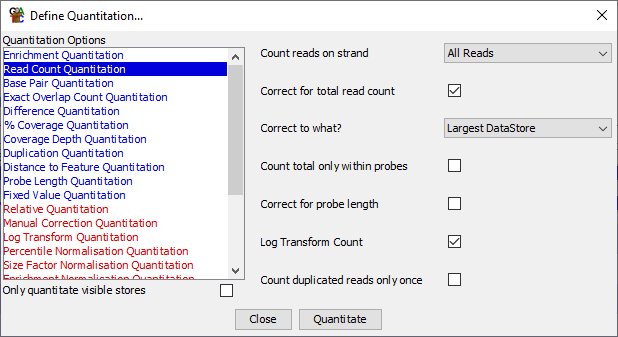 Define Quantitation...
Quantitation Options
Enrichment Quantitation
Read Count Quantitation
Base Pair Quantitation
Exact Overlap Count Quantitation
Difference Quantitation
% Coverage Quantitation
Coverage Depth Quantitation
Duplication Quantitation
Distance to Feature Quantitation
Probe Length Quantitation
Fixed Value Quantitation
Relative Quantitation
Manual Correction Quantitation
Log Transform Quantitation
Percentile Normalisation Quantitation
Size Factor Normalisation Quantitation
Enrichment Normalisation Quantitation
Only quantitate visible stores
Count reads on strand
All Reads
Correct for total read count
Correct to what?
Largest DataStore
Count total only within probes
Correct for probe length
Log Transform Count
Count duplicated reads only once
Close
Quantitate